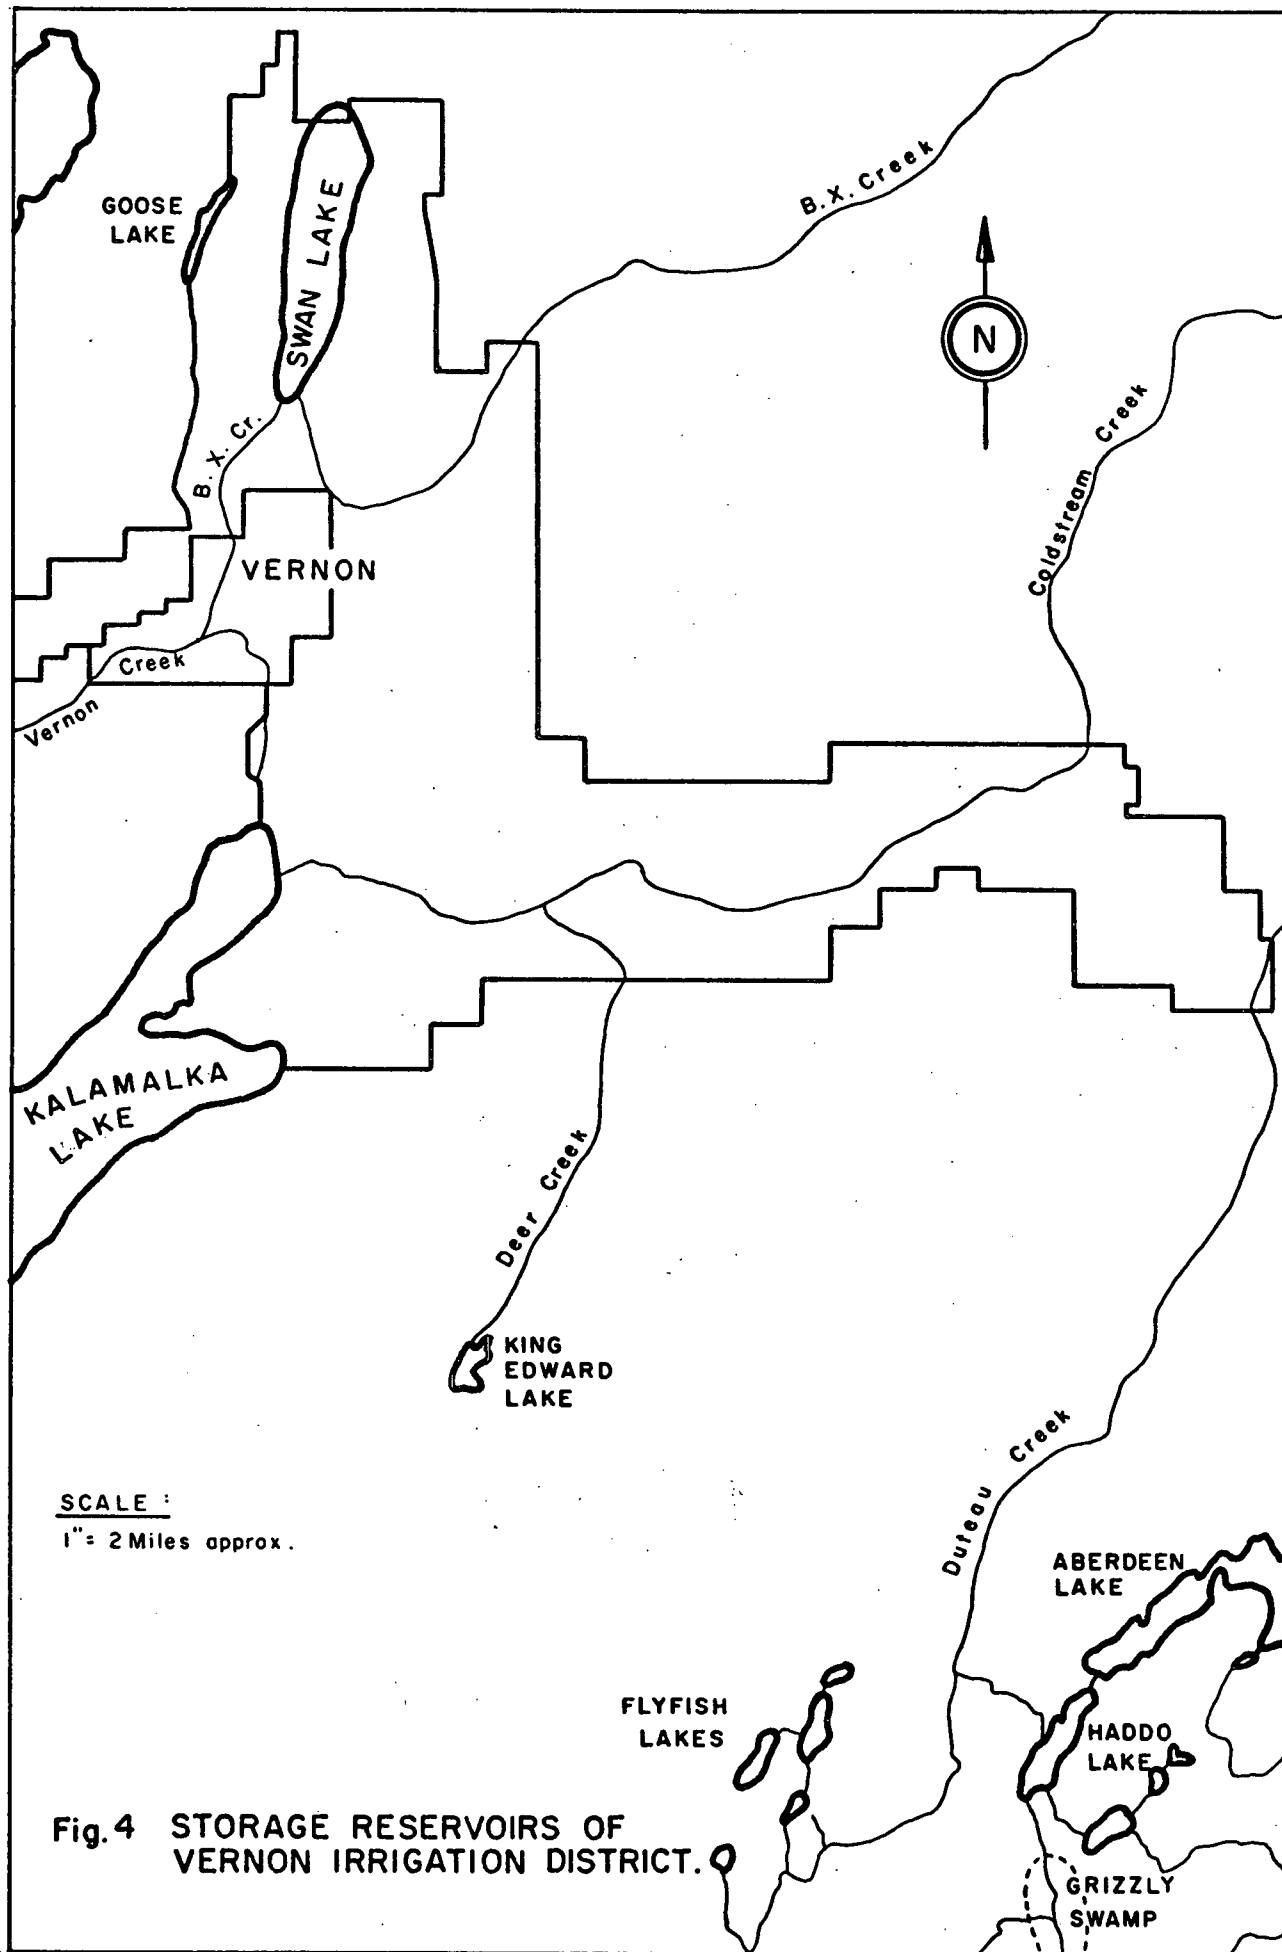 B.X. Creek
GOOSE
LAKE
SWAN LAKE
N
Coldstream Creek
B. X. Cr.
VERNON
Vernon Creek
KALAMALKA
LAKE
Deer Creek
KING
EDWARD
LAKE
Duteau Creek
SCALE :
1" = 2 Miles approx.
ABERDEEN
LAKE
FLYFISH
LAKES
HADDO
LAKE
Fig. 4 STORAGE RESERVOIRS OF
VERNON IRRIGATION DISTRICT.
GRIZZLY
SWAMP